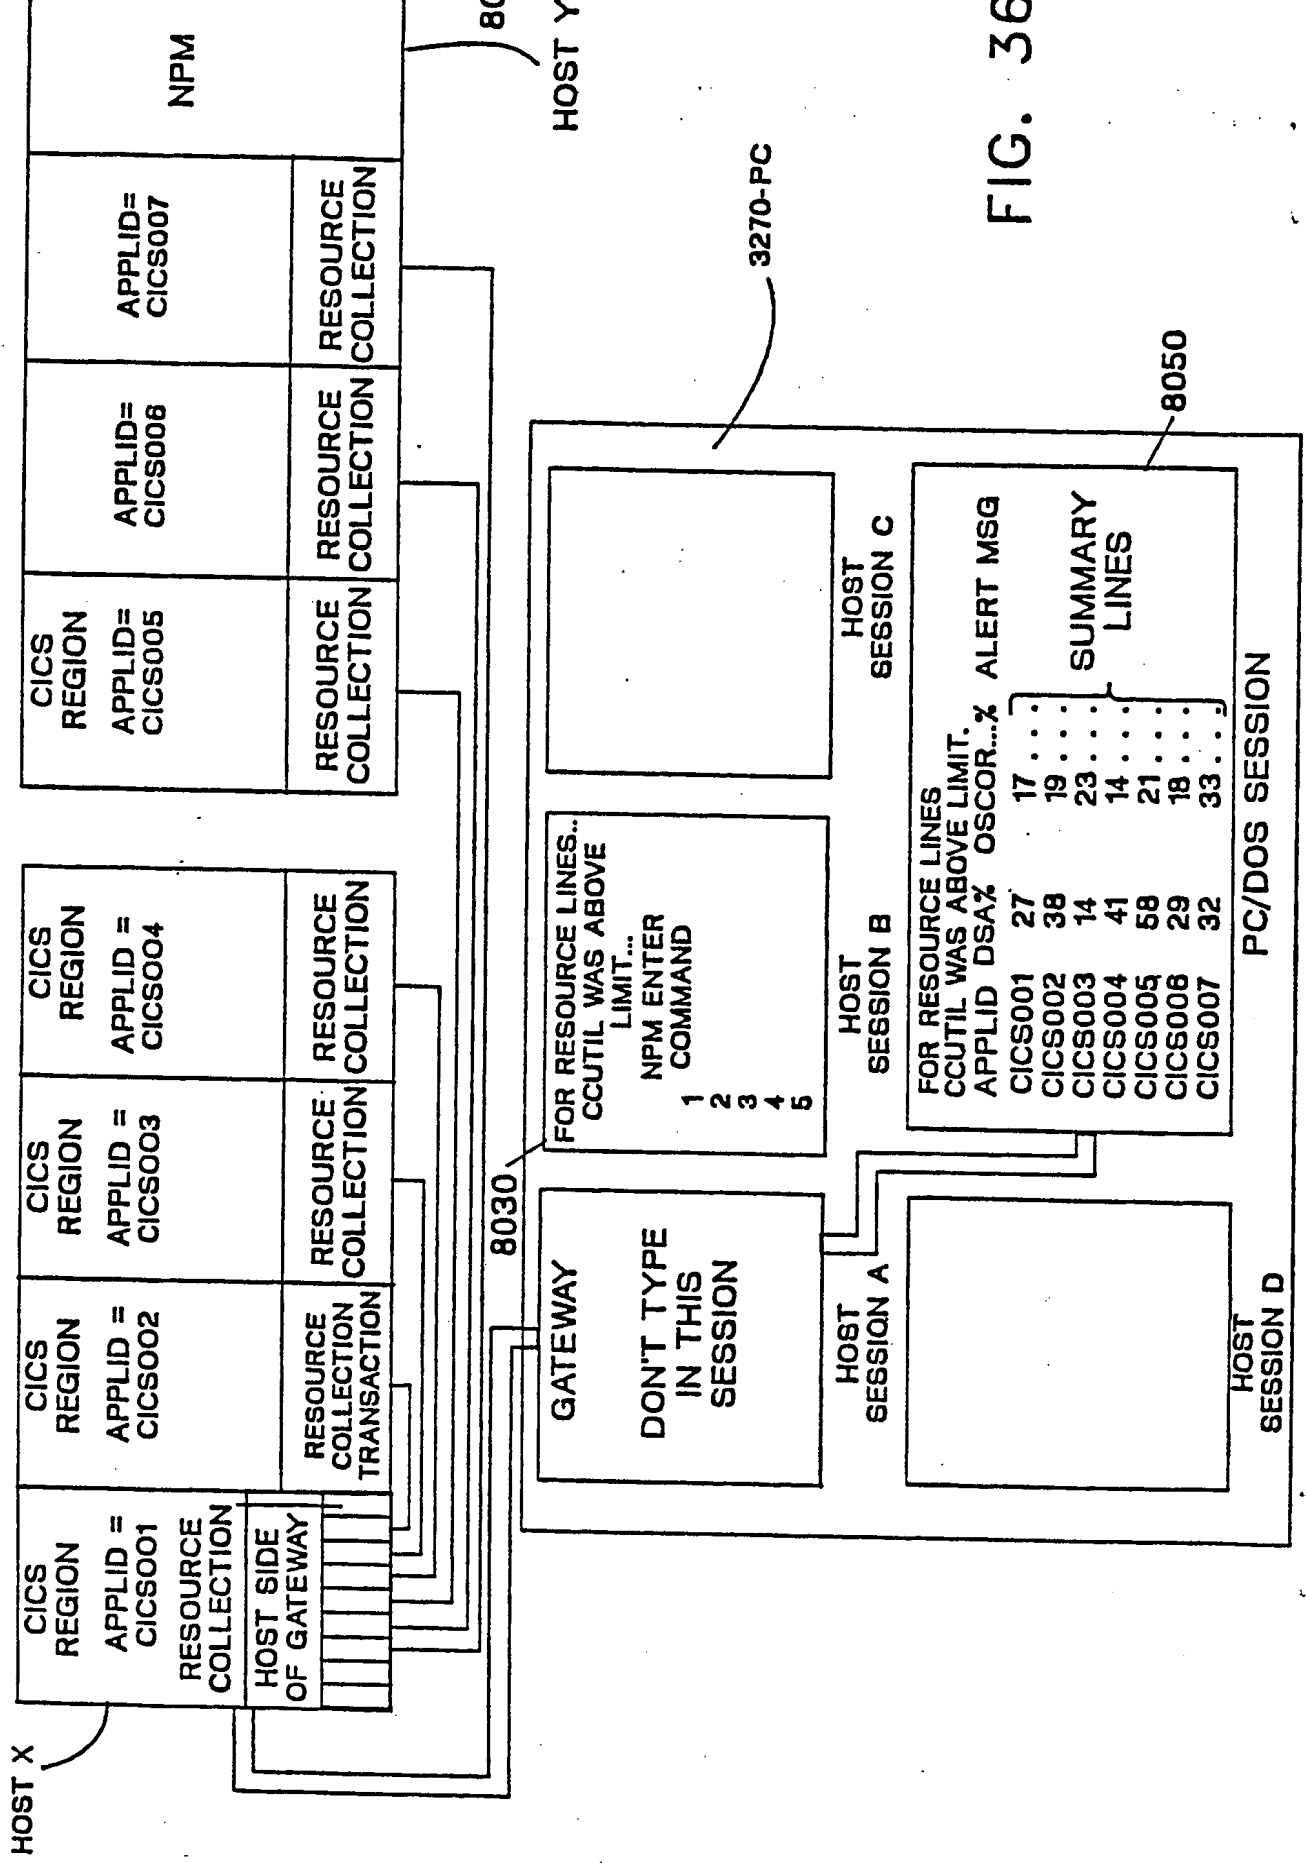 HOST X
CICS
REGION
APPLID =
CICS001
RESOURCE
COLLECTION
HOST SIDE
OF GATEWAY
CICS
REGION
APPLID =
CICS002
RESOURCE
COLLECTION
TRANSACTION
CICS
REGION
APPLID =
CICS003
RESOURCE
COLLECTION
CICS
REGION
APPLID =
CICS004
RESOURCE
COLLECTION
CICS
REGION
APPLID=
CICS005
RESOURCE
COLLECTION
APPLID=
CICS006
RESOURCE
COLLECTION
APPLID=
CICS007
RESOURCE
COLLECTION
NPM
HOST Y
8030
GATEWAY
DON'T TYPE
IN THIS
SESSION
HOST
SESSION A
FOR RESOURCE LINES..
CCUTIL WAS ABOVE
LIMIT...
NPM ENTER
COMMAND
1
2
3
4
5
HOST
SESSION B
HOST
SESSION C
3270-PC
HOST
SESSION D
FOR RESOURCE LINES
CCUTIL WAS ABOVE LIMIT.
APPLID DSA% OSCOR...% ALERT MSG
CICS001 27 17 . . .
CICS002 38 19 . . .
CICS003 14 23 . . .
CICS004 41 14 . . .
CICS005 58 21 . . .
CICS006 29 18 . . .
CICS007 32 33 . . .
SUMMARY
LINES
8050
PC/DOS SESSION
FIG. 36